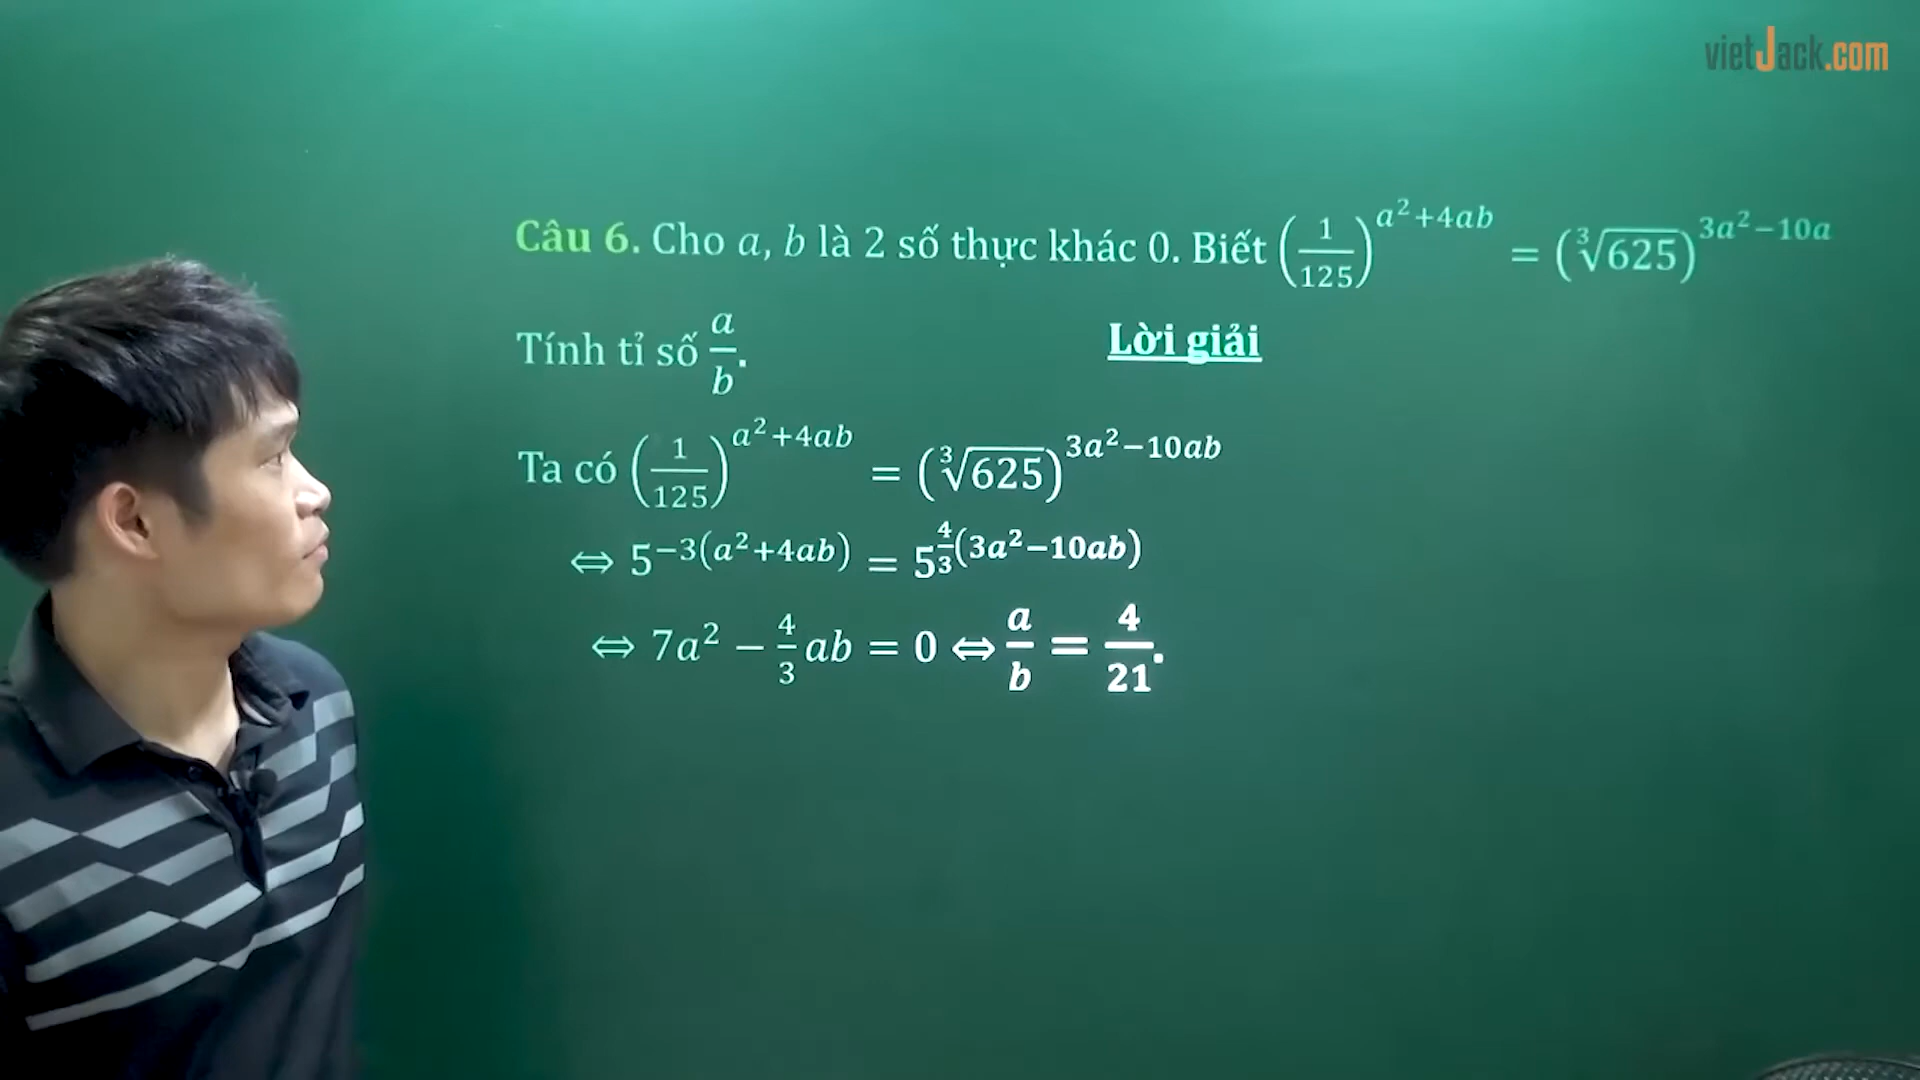 vietJack.com
Câu 6. Cho a, b là 2 số thực khác 0. Biết (1/125)^(a²+4ab) = (∛625)^(3a²−10a)
Tính tỉ số a/b.
Lời giải
Ta có (1/125)^(a²+4ab) = (∛625)^(3a²−10ab)
⇔ 5^(−3(a²+4ab)) = 5^(4/3(3a²−10ab))
⇔ 7a² − 4/3 ab = 0 ⇔ a/b = 4/21.